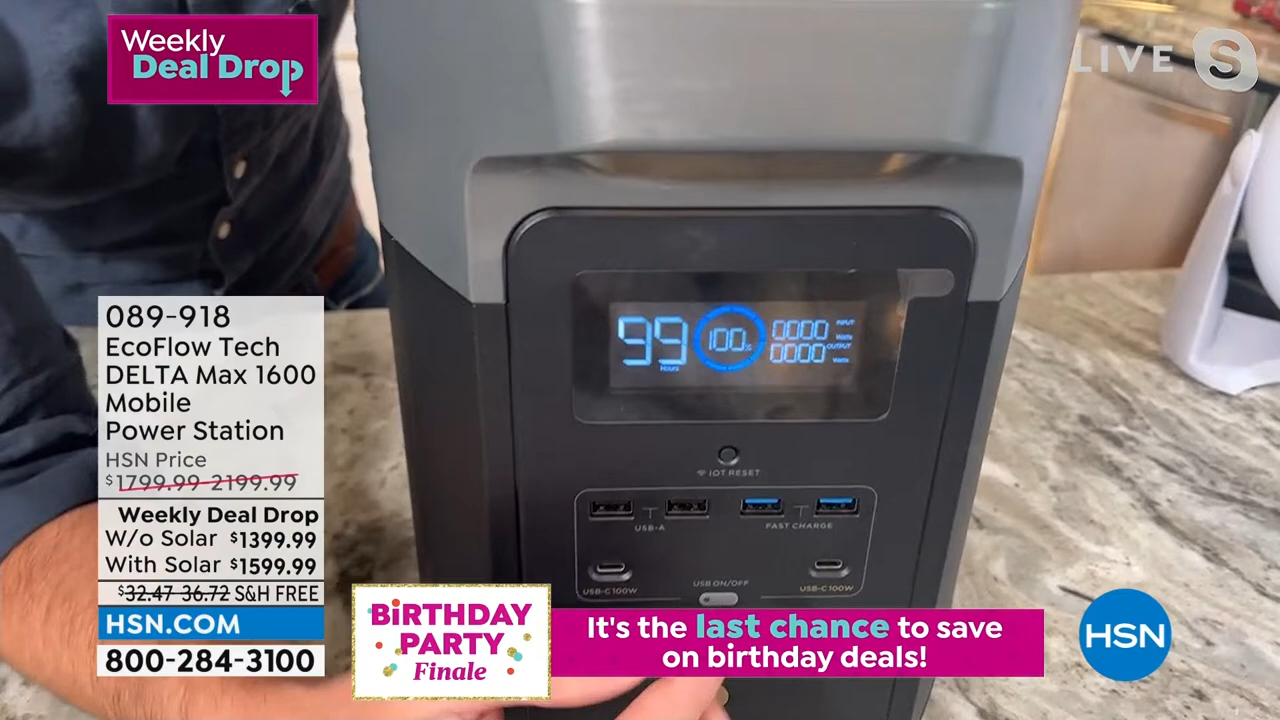 Weekly
Deal Drop
LIVE S
99 100% 0000 INPUT
Hours 0000 OUTPUT
IOT RESET
USB-A
FAST CHARGE
USB-C 100W
USB ON/OFF
USB-C 100W
089-918
EcoFlow Tech
DELTA Max 1600
Mobile
Power Station
HSN Price
$1799.99-2199.99
Weekly Deal Drop
W/o Solar $1399.99
With Solar $1599.99
$32.47-36.72 S&H FREE
HSN.COM
800-284-3100
BiRTHDAY
PARTY
Finale
It's the last chance to save
on birthday deals!
HSN